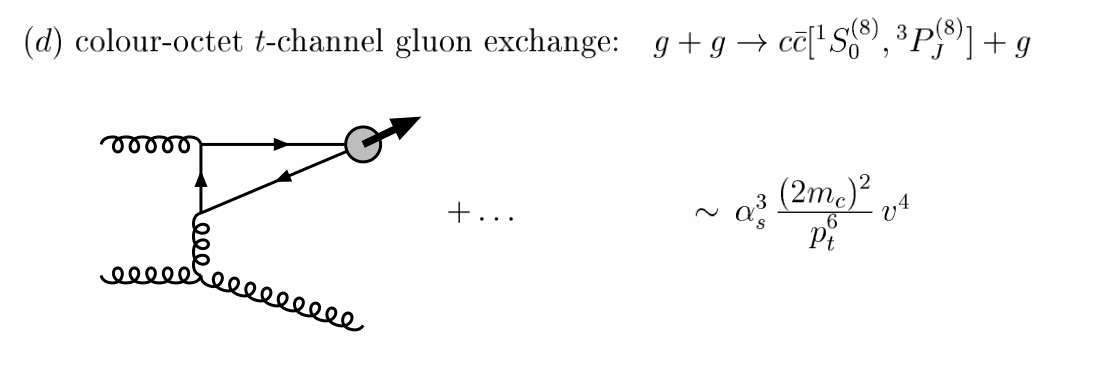 (d) colour-octet t-channel gluon exchange: g + g → cc̄[¹S₀⁽⁸⁾, ³P_J⁽⁸⁾] + g
+ ... ~ α_s³ (2m_c)²/p_t⁶ v⁴